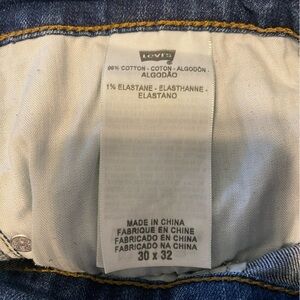 Levi's
99% COTTON - COTON - ALGODÓN -
ALGODÃO
1% ELASTANE - ELASTHANNE -
ELASTANO
MADE IN CHINA
FABRIQUE EN CHINE
FABRICADO EN CHINA
FABRICADO NA CHINA
30 x 32